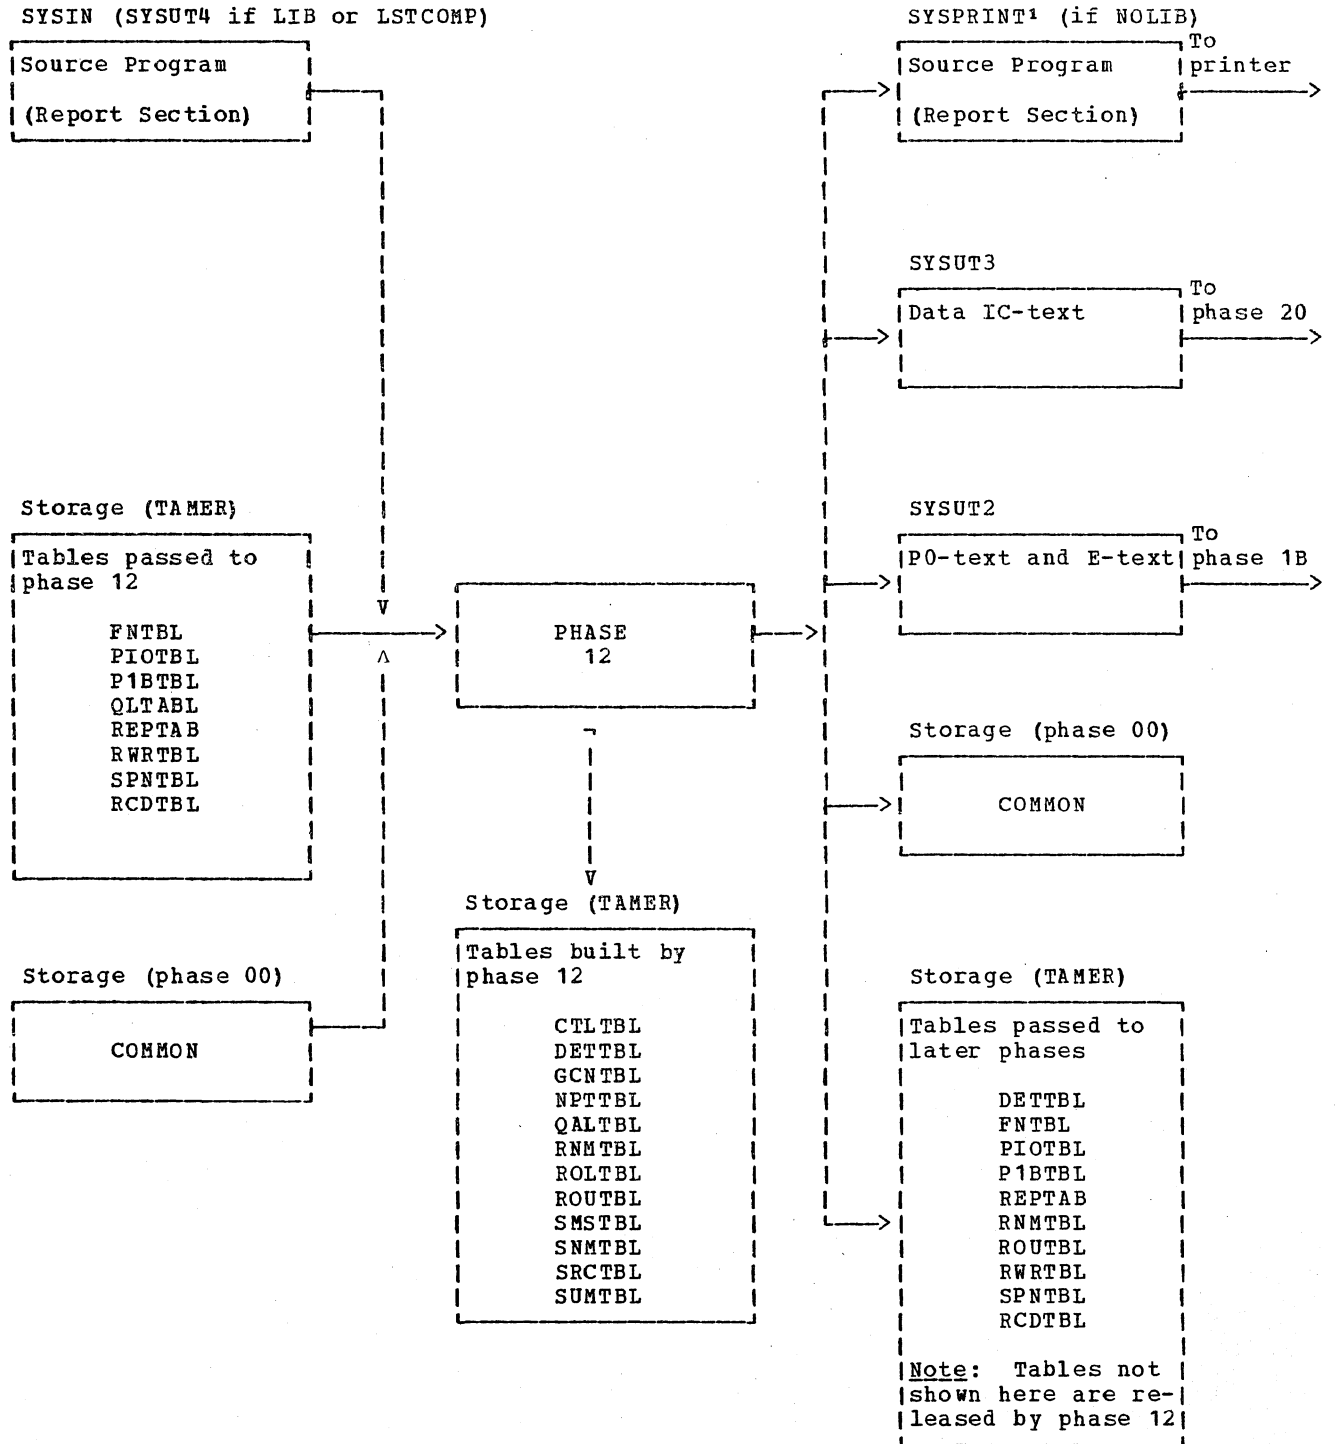 SYSIN (SYSUT4 if LIB or LSTCOMP)
Source Program
(Report Section)
Storage (TAMER)
Tables passed to
phase 12
FNTBL
PIOTBL
P1BTBL
QLTABL
REPTAB
RWRTBL
SPNTBL
RCDTBL
Storage (phase 00)
COMMON
PHASE
12
Storage (TAMER)
Tables built by
phase 12
CTLTBL
DETTBL
GCNTBL
NPTTBL
QALTBL
RNMTBL
ROLTBL
ROUTBL
SMSTBL
SNMTBL
SRCTBL
SUMTBL
SYSPRINT¹ (if NOLIB)
Source Program
(Report Section)
To
printer
SYSUT3
Data IC-text
To
phase 20
SYSUT2
P0-text and E-text
To
phase 1B
Storage (phase 00)
COMMON
Storage (TAMER)
Tables passed to
later phases
DETTBL
FNTBL
PIOTBL
P1BTBL
REPTAB
RNMTBL
ROUTBL
RWRTBL
SPNTBL
RCDTBL
Note: Tables not
shown here are re-
leased by phase 12